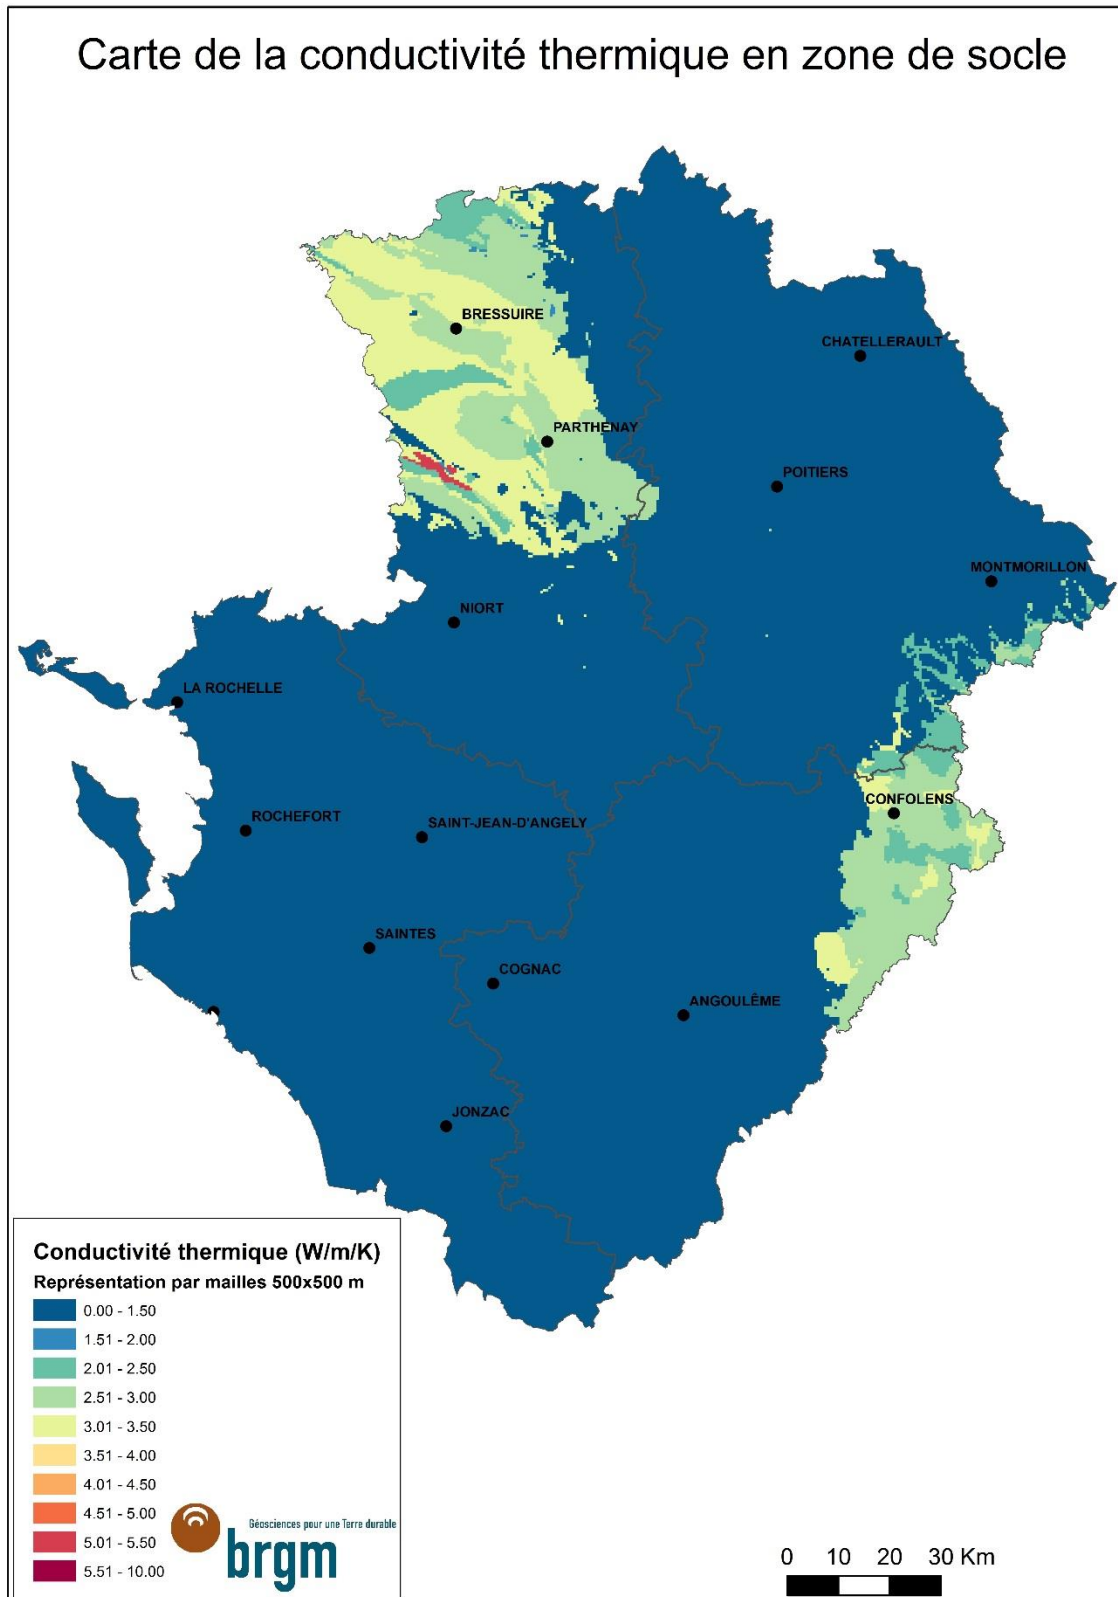 Carte de la conductivité thermique en zone de socle
BRESSUIRE
CHATELLERAULT
PARTHENAY
POITIERS
MONTMORILLON
NIORT
LA ROCHELLE
CONFOLENS
ROCHEFORT
SAINT-JEAN-D'ANGELY
SAINTES
COGNAC
ANGOULÊME
JONZAC
Conductivité thermique (W/m/K)
Représentation par mailles 500x500 m
0.00 - 1.50
1.51 - 2.00
2.01 - 2.50
2.51 - 3.00
3.01 - 3.50
3.51 - 4.00
4.01 - 4.50
4.51 - 5.00
5.01 - 5.50
5.51 - 10.00
Géosciences pour une Terre durable
brgm
0 10 20 30 Km